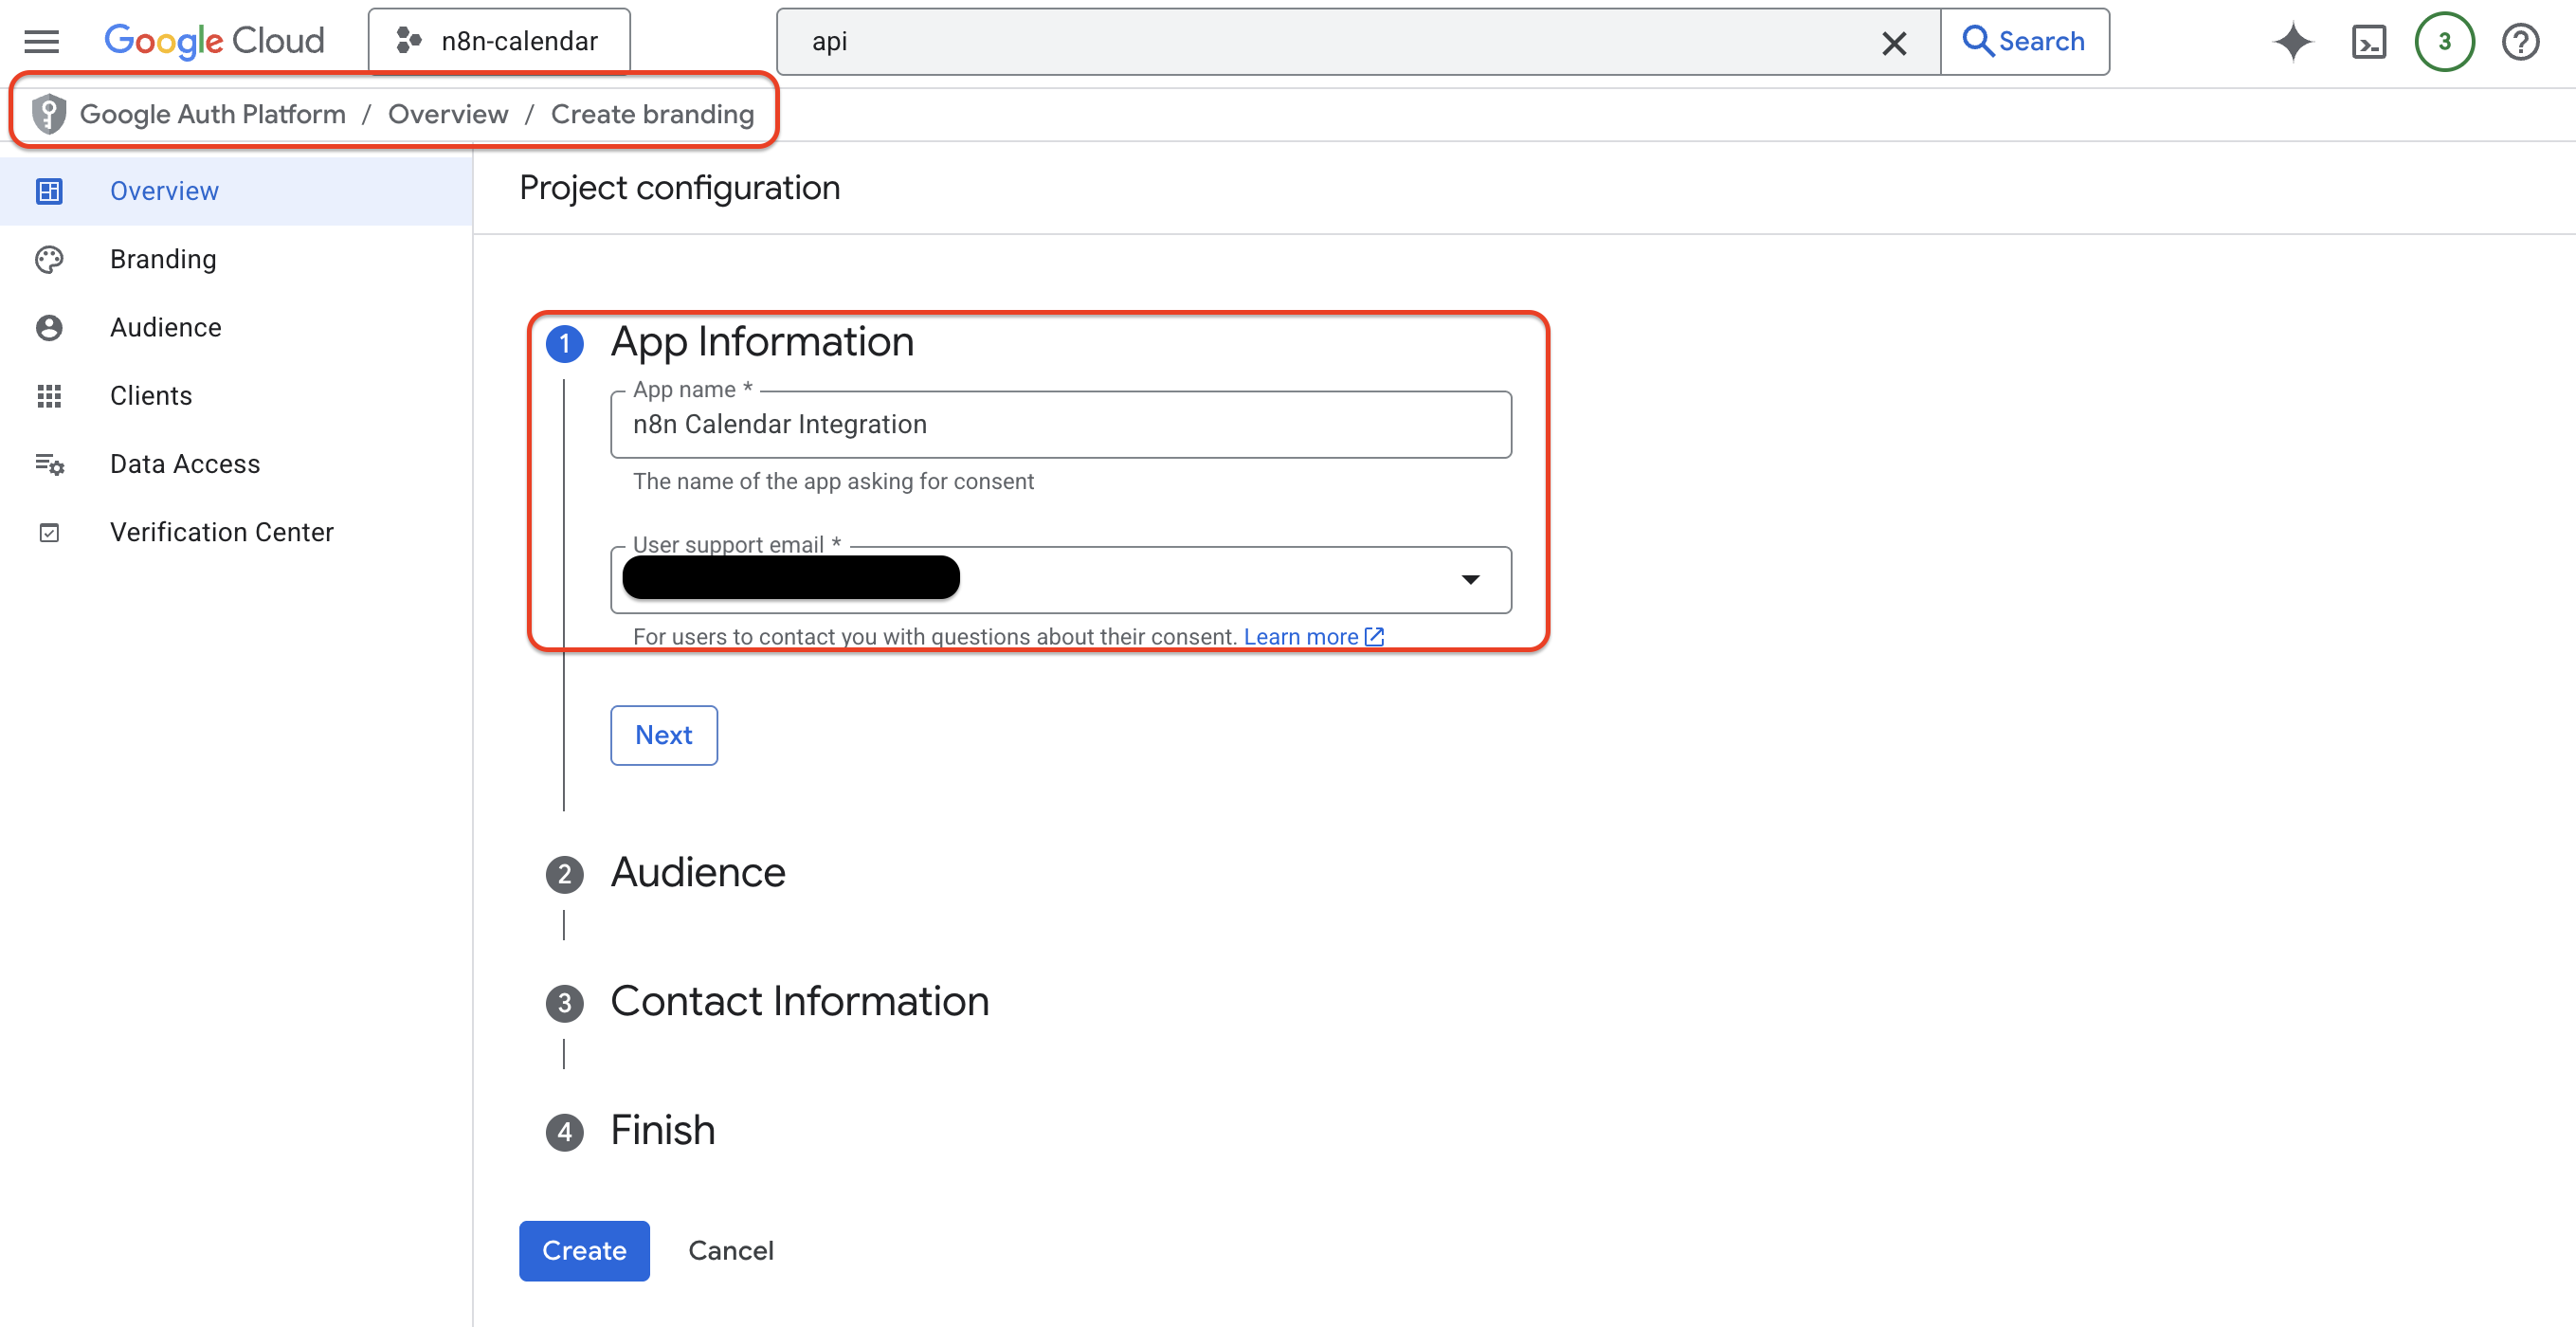 Google Cloud
n8n-calendar
api
Search
3
Google Auth Platform / Overview / Create branding
Overview
Branding
Audience
Clients
Data Access
Verification Center
Project configuration
1 App Information
App name *
n8n Calendar Integration
The name of the app asking for consent
User support email *
For users to contact you with questions about their consent. Learn more
Next
2 Audience
3 Contact Information
4 Finish
Create Cancel